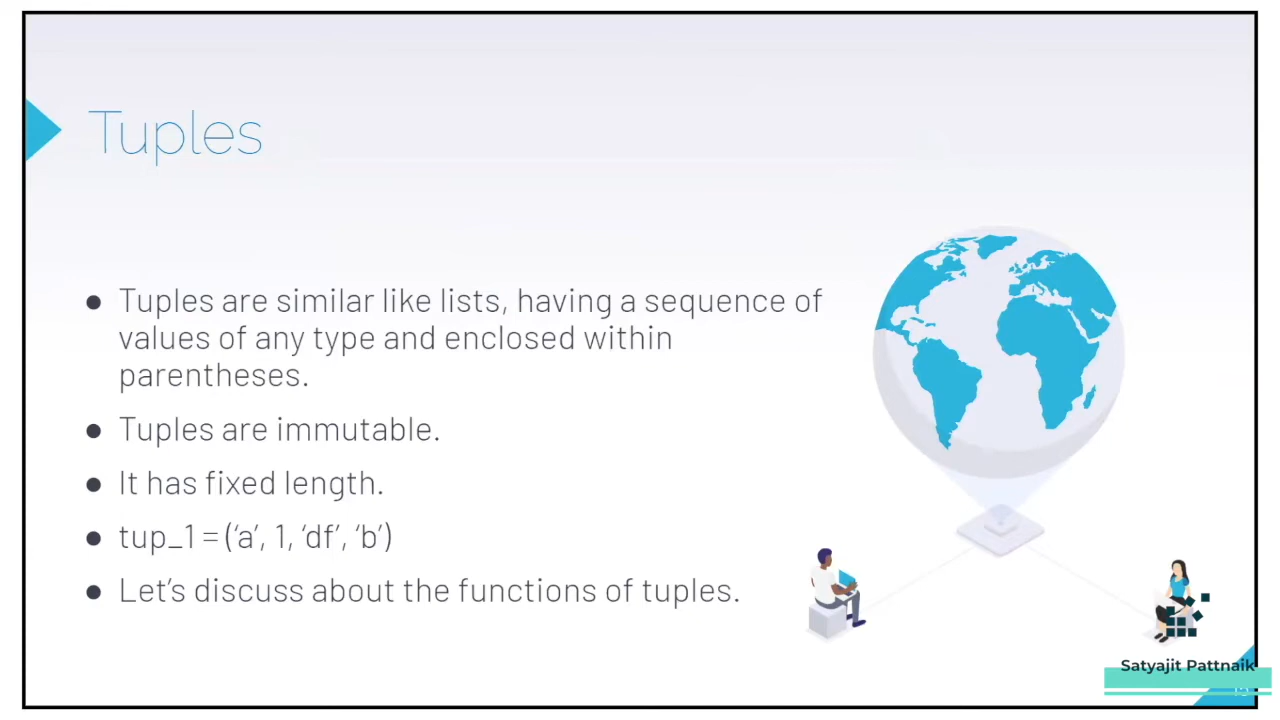 Tuples
● Tuples are similar like lists, having a sequence of
values of any type and enclosed within
parentheses.
● Tuples are immutable.
● It has fixed length.
● tup_1 = (‘a’, 1, ‘df’, ‘b’)
● Let’s discuss about the functions of tuples.
Satyajit Pattnaik